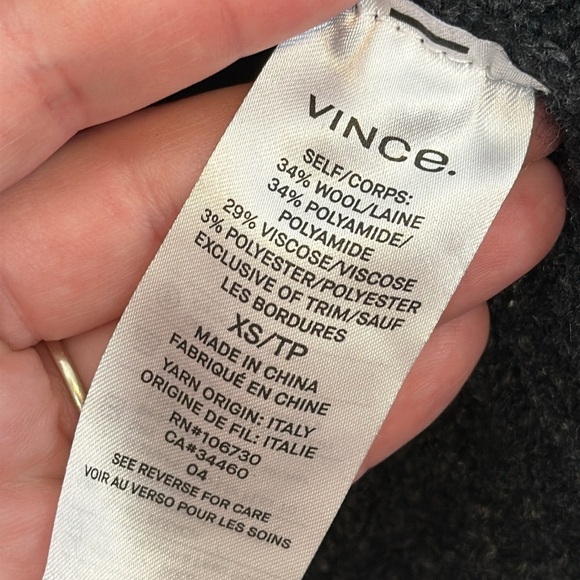 VINCE.
SELF/CORPS:
34% WOOL/LAINE
34% POLYAMIDE/
POLYAMIDE
29% VISCOSE/VISCOSE
3% POLYESTER/POLYESTER
EXCLUSIVE OF TRIM/SAUF
LES BORDURES
XS/TP
MADE IN CHINA
FABRIQUÉ EN CHINE
YARN ORIGIN: ITALY
ORIGINE DE FIL: ITALIE
RN#106730
CA#34460
04
SEE REVERSE FOR CARE
VOIR AU VERSO POUR LES SOINS